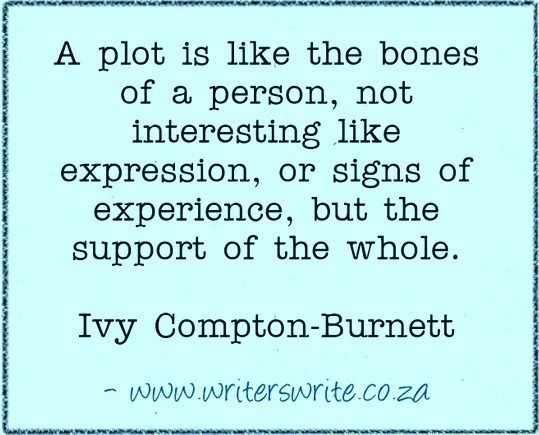 A plot is like the bones
of a person, not
interesting like
expression, or signs of
experience, but the
support of the whole.
Ivy Compton-Burnett
- www.writerswrite.co.za